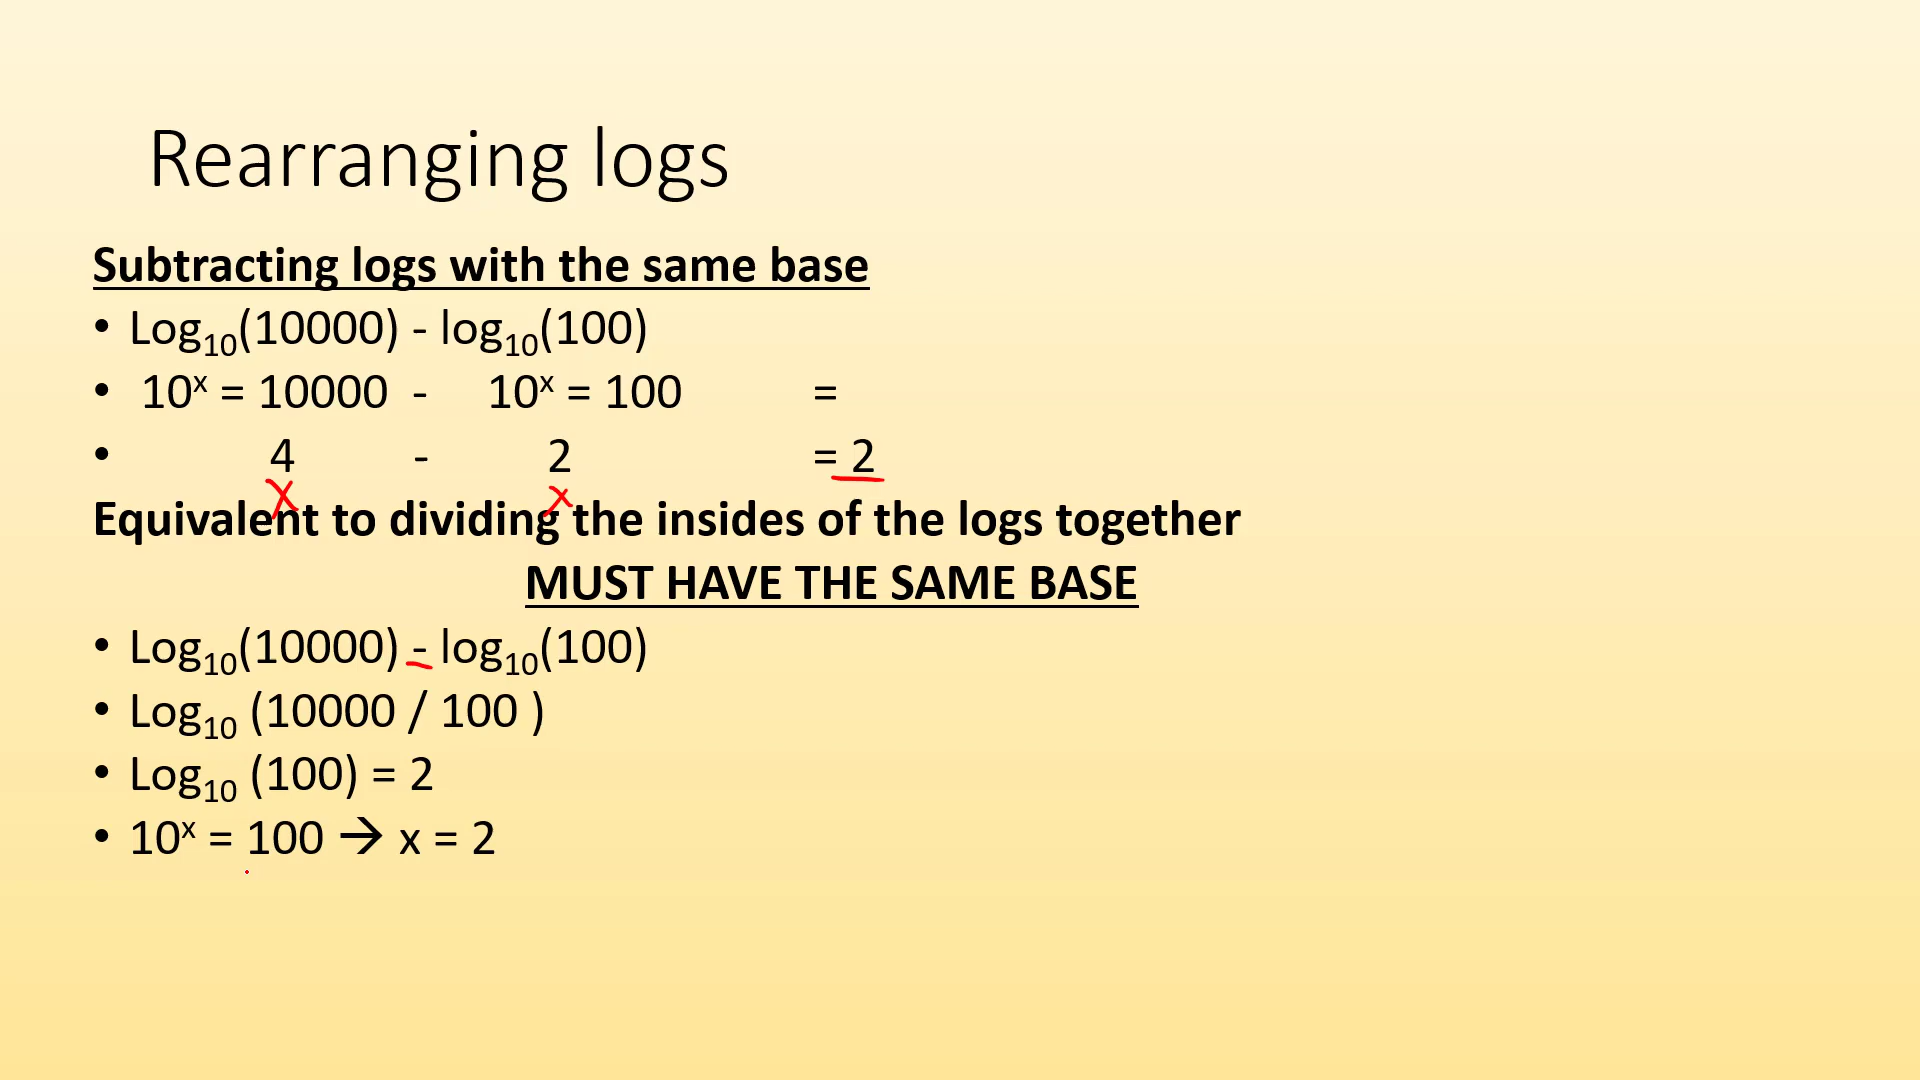 Rearranging logs
Subtracting logs with the same base
• Log₁₀(10000) - log₁₀(100)
• 10ˣ = 10000 - 10ˣ = 100 =
• 4 - 2 = 2
x x
Equivalent to dividing the insides of the logs together
MUST HAVE THE SAME BASE
• Log₁₀(10000) - log₁₀(100)
• Log₁₀ (10000 / 100 )
• Log₁₀ (100) = 2
• 10ˣ = 100 → x = 2